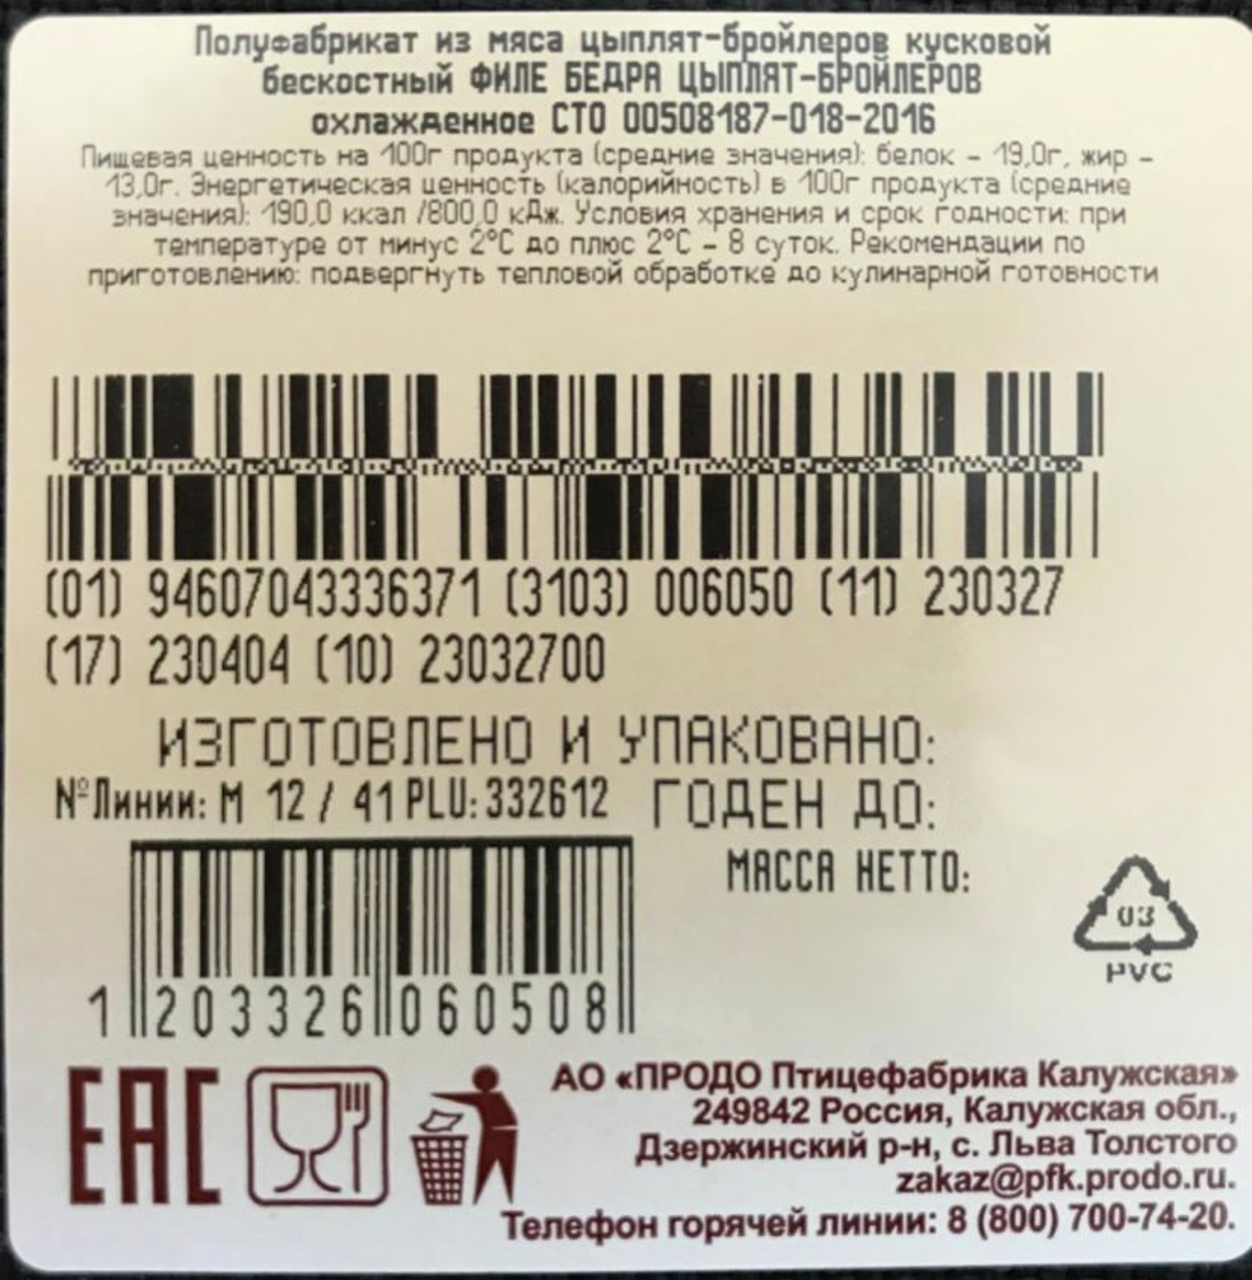 Полуфабрикат из мяса цыплят-бройлеров кусковой
бескостный ФИЛЕ БЕДРА ЦЫПЛЯТ-БРОЙЛЕРОВ
охлажденное СТО 00508187-018-2016
Пищевая ценность на 100г продукта (средние значения): белок - 19,0г, жир -
13,0г. Энергетическая ценность (калорийность) в 100г продукта (средние
значения): 190,0 ккал /800,0 кДж. Условия хранения и срок годности: при
температуре от минус 2°С до плюс 2°С - 8 суток. Рекомендации по
приготовлению: подвергнуть тепловой обработке до кулинарной готовности
(01) 94607043336371 (3103) 006050 (11) 230327
(17) 230404 (10) 23032700
ИЗГОТОВЛЕНО И УПАКОВАНО:
№Линии: М 12 / 41 PLU: 332612 ГОДЕН ДО:
МАССА НЕТТО:
03
PVC
1 203326 060508
ЕАС
АО «ПРОДО Птицефабрика Калужская»
249842 Россия, Калужская обл.,
Дзержинский р-н, с. Льва Толстого
zakaz@pfk.prodo.ru.
Телефон горячей линии: 8 (800) 700-74-20.